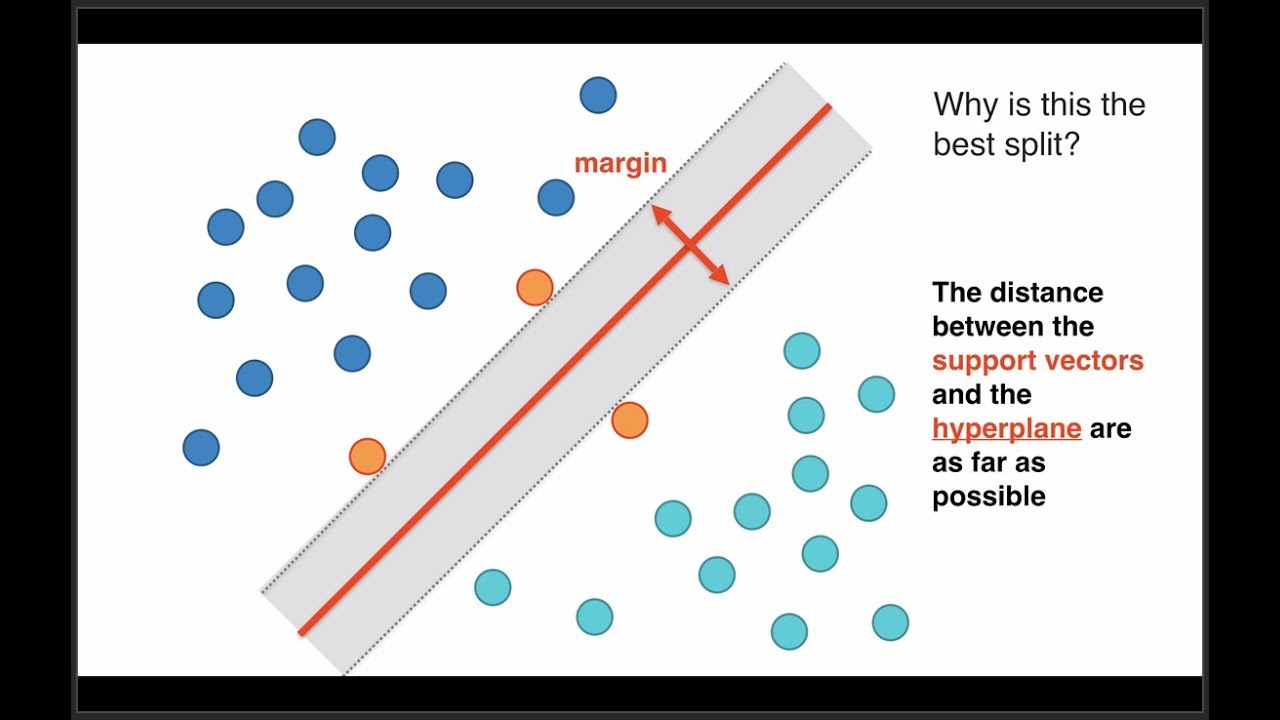 Why is this the
best split?
margin
The distance
between the
support vectors
and the
hyperplane are
as far as
possible